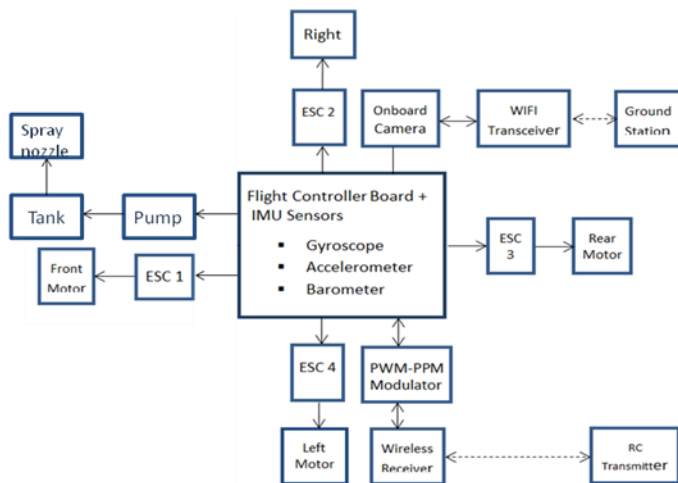 Right
ESC 2
Onboard
Camera
WIFI
Transceiver
Ground
Station
Spray
nozzle
Tank
Pump
Flight Controller Board +
IMU Sensors
▪ Gyroscope
▪ Accelerometer
▪ Barometer
Front
Motor
ESC 1
ESC
3
Rear
Motor
ESC 4
PWM-PPM
Modulator
Left
Motor
Wireless
Receiver
RC
Transmitter